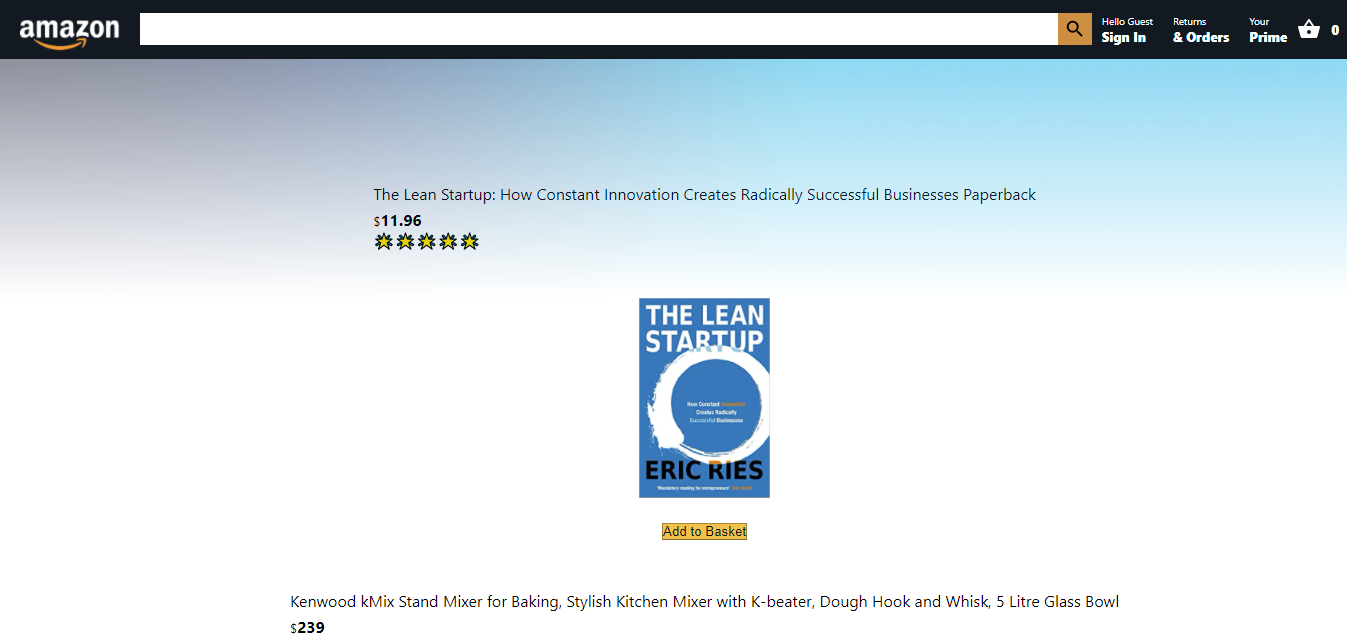 amazon
Hello Guest
Sign In
Returns
& Orders
Your
Prime
0
The Lean Startup: How Constant Innovation Creates Radically Successful Businesses Paperback
$11.96
THE LEAN
STARTUP
How Constant Innovation
Creates Radically
Successful Businesses
ERIC RIES
'Mandatory reading for entrepreneurs'
Add to Basket
Kenwood kMix Stand Mixer for Baking, Stylish Kitchen Mixer with K-beater, Dough Hook and Whisk, 5 Litre Glass Bowl
$239